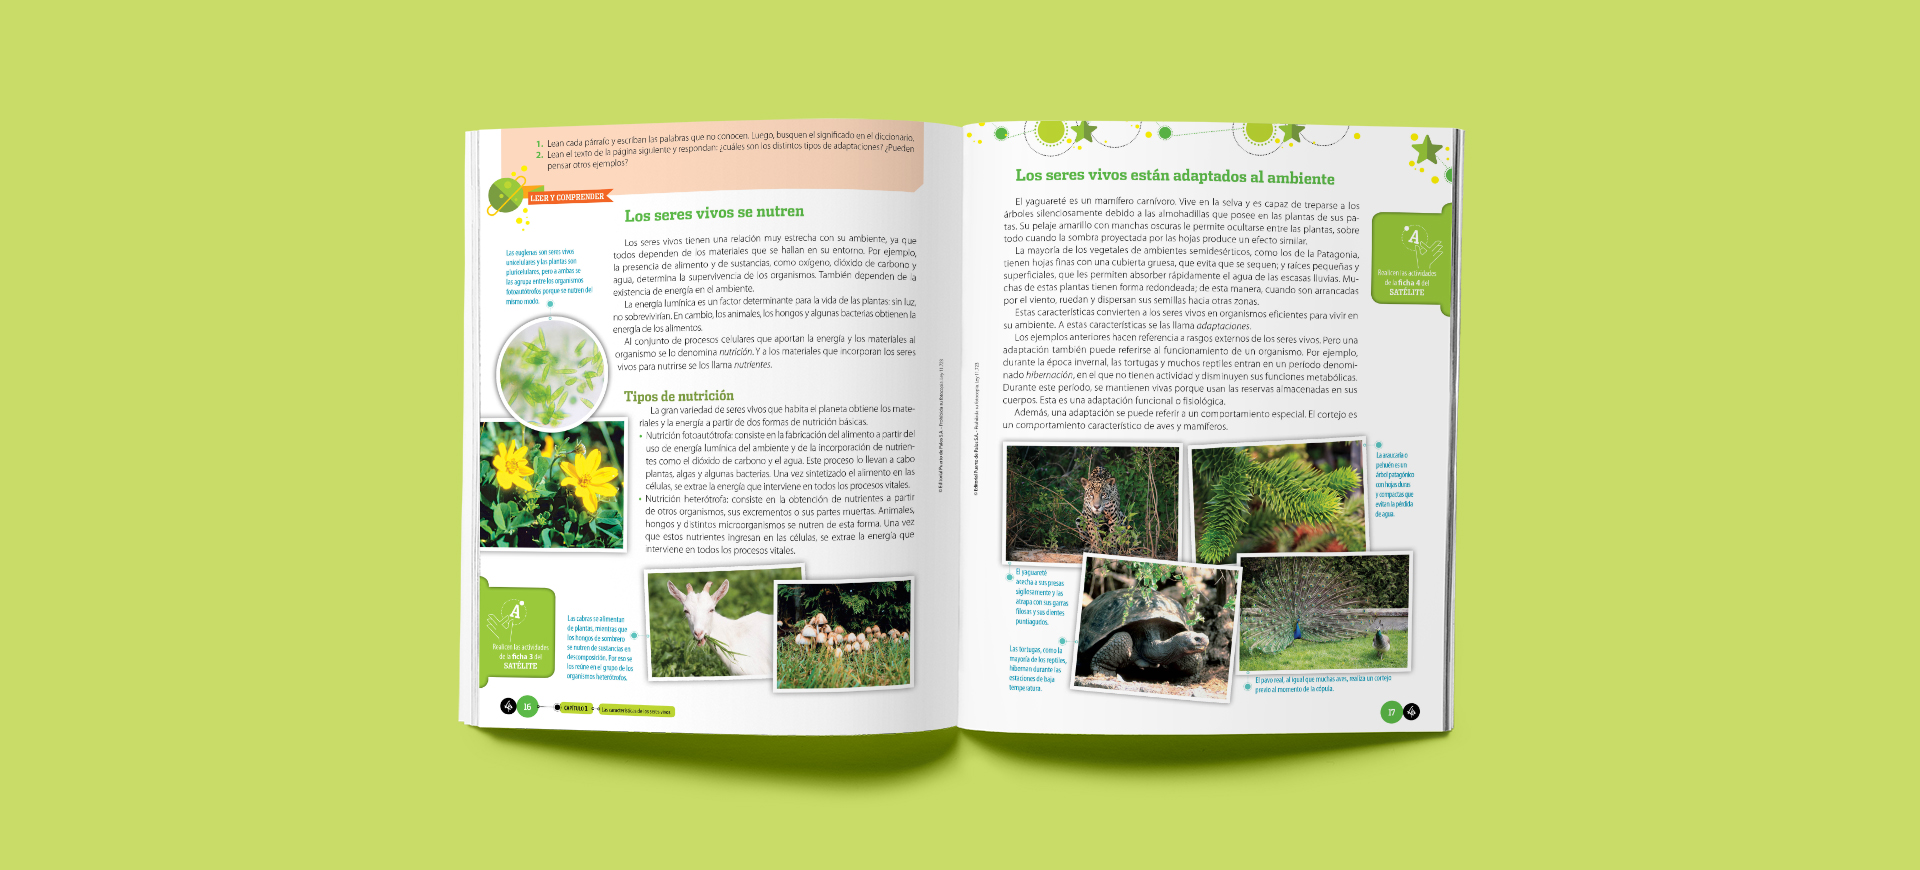 1. Lean cada párrafo y escriban las palabras que no conocen. Luego, busquen el significado en el diccionario.
2. Lean el texto de la página siguiente y respondan: ¿cuáles son los distintos tipos de adaptaciones? ¿Pueden
pensar otros ejemplos?
LEER Y COMPRENDER
Los seres vivos se nutren
Los seres vivos tienen una relación muy estrecha con su ambiente, ya que
todos dependen de los materiales que se hallan en su entorno. Por ejemplo,
la presencia de alimento y de sustancias, como oxígeno, dióxido de carbono y
agua, determina la supervivencia de los organismos. También dependen de la
existencia de energía en el ambiente.
La energía lumínica es un factor determinante para la vida de las plantas: sin luz,
no sobrevivirían. En cambio, los animales, los hongos y algunas bacterias obtienen la
energía de los alimentos.
Al conjunto de procesos celulares que aportan la energía y los materiales al
organismo se lo denomina nutrición. Y a los materiales que incorporan los seres
vivos para nutrirse se los llama nutrientes.
Las euglenas son seres vivos
unicelulares y las plantas son
pluricelulares, pero a ambas se
las agrupa entre los organismos
fotoautótrofos porque se nutren del
mismo modo.
Tipos de nutrición
La gran variedad de seres vivos que habita el planeta obtiene los mate-
riales y la energía a partir de dos formas de nutrición básicas.
• Nutrición fotoautótrofa: consiste en la fabricación del alimento a partir del
uso de energía lumínica del ambiente y de la incorporación de nutrien-
tes como el dióxido de carbono y el agua. Este proceso lo llevan a cabo
plantas, algas y algunas bacterias. Una vez sintetizado el alimento en las
células, se extrae la energía que interviene en todos los procesos vitales.
• Nutrición heterótrofa: consiste en la obtención de nutrientes a partir
de otros organismos, sus excrementos o sus partes muertas. Animales,
hongos y distintos microorganismos se nutren de esta forma. Una vez
que estos nutrientes ingresan en las células, se extrae la energía que
interviene en todos los procesos vitales.
A
Realicen las actividades
de la ficha 3 del
SATÉLITE
Las cabras se alimentan
de plantas, mientras que
los hongos de sombrero
se nutren de sustancias en
descomposición. Por eso se
los reúne en el grupo de los
organismos heterótrofos.
16
CAPÍTULO 1
Las características de los seres vivos
© Editorial Puerto de Palos S.A. - Prohibida su fotocopia. Ley 11.723
© Editorial Puerto de Palos S.A. - Prohibida su fotocopia. Ley 11.723
Los seres vivos están adaptados al ambiente
El yaguareté es un mamífero carnívoro. Vive en la selva y es capaz de treparse a los
árboles silenciosamente debido a las almohadillas que posee en las plantas de sus pa-
tas. Su pelaje amarillo con manchas oscuras le permite ocultarse entre las plantas, sobre
todo cuando la sombra proyectada por las hojas produce un efecto similar.
La mayoría de los vegetales de ambientes semidesérticos, como los de la Patagonia,
tienen hojas finas con una cubierta gruesa, que evita que se sequen; y raíces pequeñas y
superficiales, que les permiten absorber rápidamente el agua de las escasas lluvias. Mu-
chas de estas plantas tienen forma redondeada; de esta manera, cuando son arrancadas
por el viento, ruedan y dispersan sus semillas hacia otras zonas.
Estas características convierten a los seres vivos en organismos eficientes para vivir en
su ambiente. A estas características se las llama adaptaciones.
Los ejemplos anteriores hacen referencia a rasgos externos de los seres vivos. Pero una
adaptación también puede referirse al funcionamiento de un organismo. Por ejemplo,
durante la época invernal, las tortugas y muchos reptiles entran en un período denomi-
nado hibernación, en el que no tienen actividad y disminuyen sus funciones metabólicas.
Durante este período, se mantienen vivas porque usan las reservas almacenadas en sus
cuerpos. Esta es una adaptación funcional o fisiológica.
Además, una adaptación se puede referir a un comportamiento especial. El cortejo es
un comportamiento característico de aves y mamíferos.
A
Realicen las actividades
de la ficha 4 del
SATÉLITE
La araucaria o
pehuén es un
árbol patagónico
con hojas duras
y compactas que
evitan la pérdida
de agua.
El yaguareté
acecha a sus presas
sigilosamente y las
atrapa con sus garras
filosas y sus dientes
puntiagudos.
Las tortugas, como la
mayoría de los reptiles,
hibernan durante las
estaciones de baja
temperatura.
El pavo real, al igual que muchas aves, realiza un cortejo
previo al momento de la cópula.
17